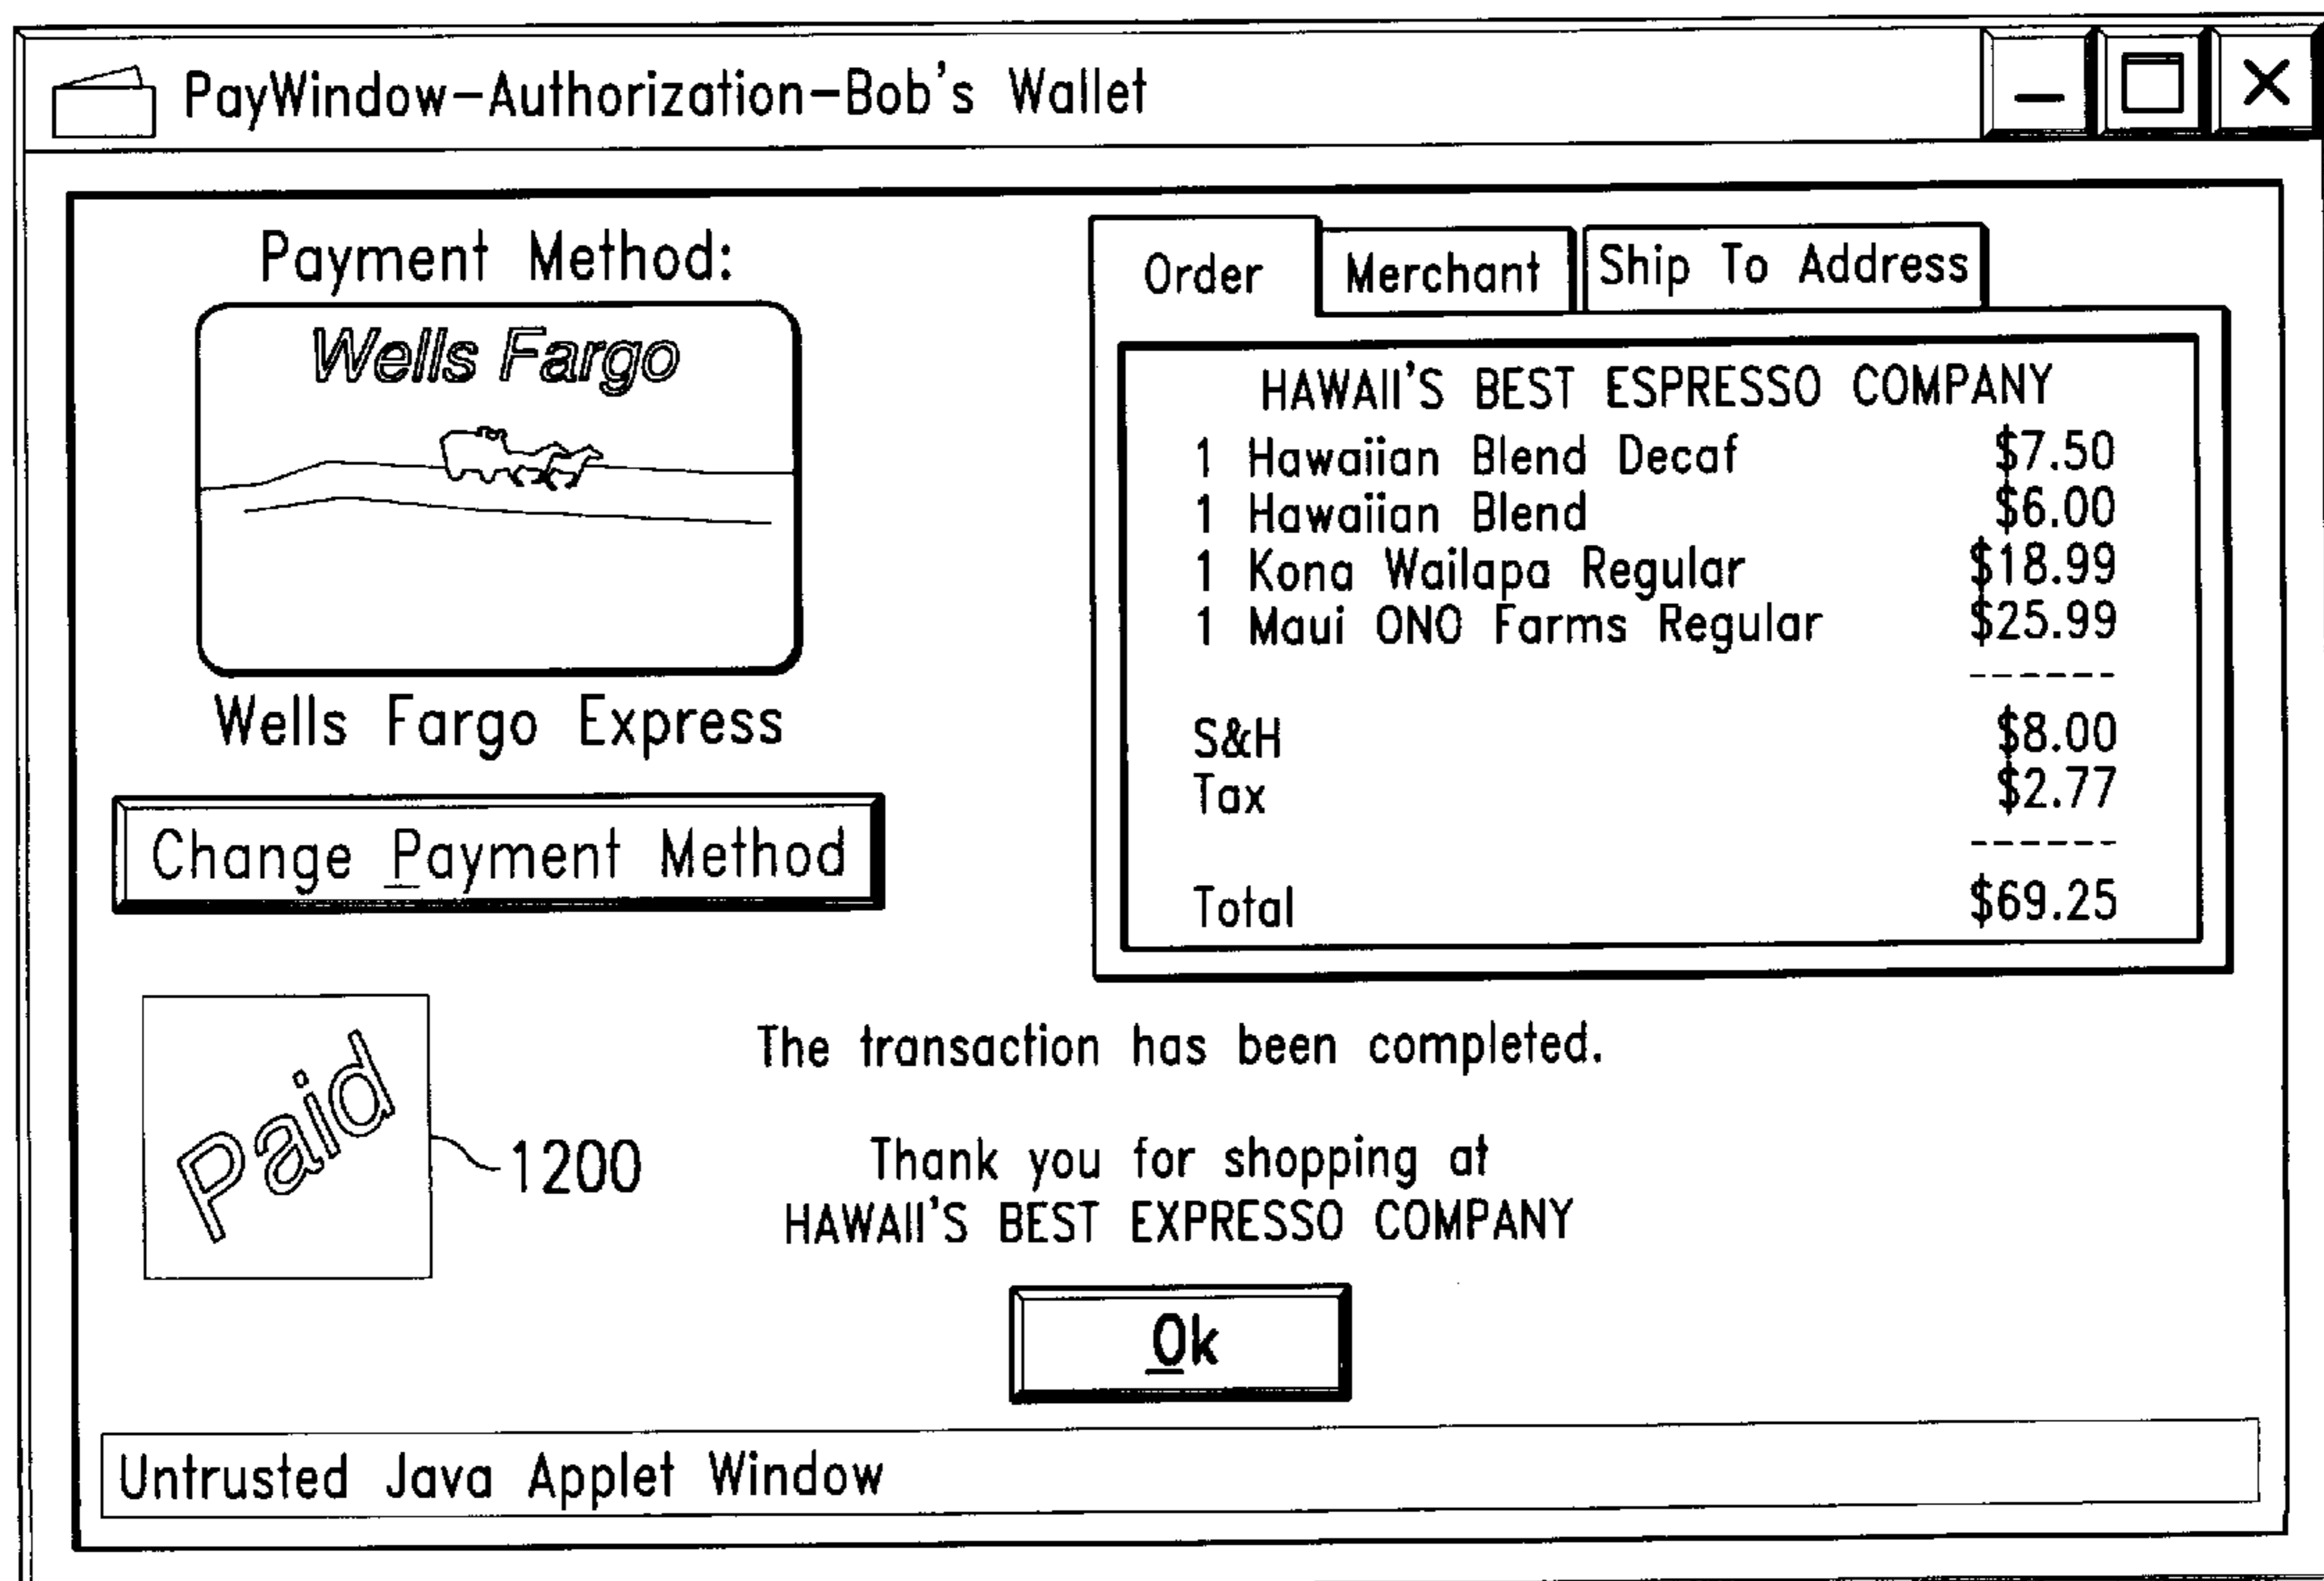 PayWindow-Authorization-Bob's Wallet
Payment Method:
Wells Fargo
Wells Fargo Express
Change Payment Method
Order
Merchant
Ship To Address
HAWAII'S BEST ESPRESSO COMPANY
1 Hawaiian Blend Decaf $7.50
1 Hawaiian Blend $6.00
1 Kona Wailapa Regular $18.99
1 Maui ONO Farms Regular $25.99
------
S&H $8.00
Tax $2.77
------
Total $69.25
Paid
1200
The transaction has been completed.
Thank you for shopping at
HAWAII'S BEST EXPRESSO COMPANY
Ok
Untrusted Java Applet Window